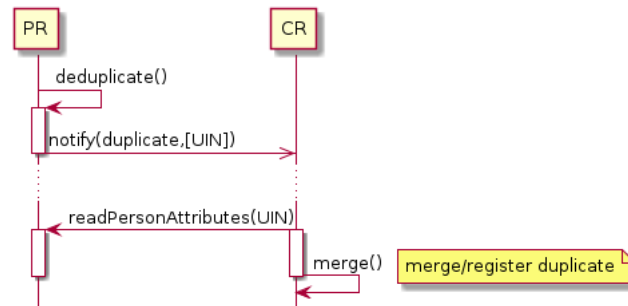 PR
CR
deduplicate()
notify(duplicate,[UIN])
readPersonAttributes(UIN)
merge()
merge/register duplicate